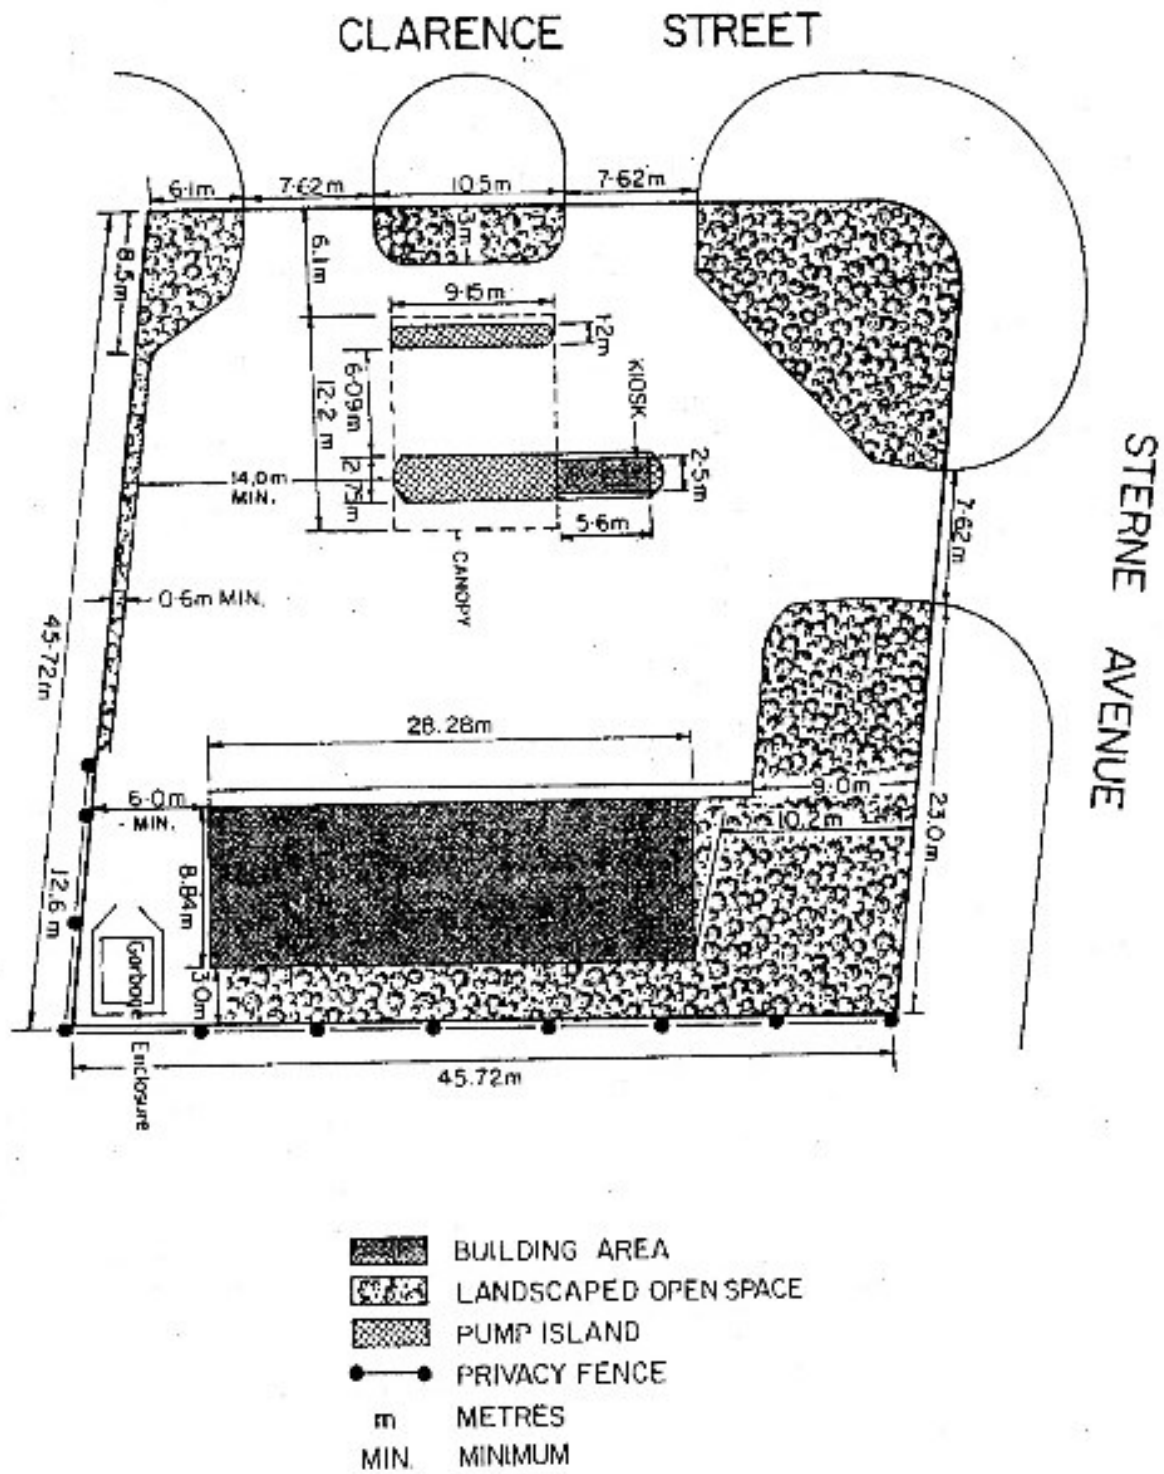 CLARENCE STREET
6.1m
7.62m
10.5m
7.62m
3m
8.5m
6.1m
9.15m
1.2m
KIOSK
6.09m
12.2 m
14.0m
MIN.
2.75m
2.5m
5.6m
CANOPY
7.62m
STERNE AVENUE
0.6m MIN.
45.72m
28.28m
9.0m
10.2m
23.0m
6.0m
MIN.
8.84m
12.6 m
Garbage
Enclosure
3.0m
45.72m
BUILDING AREA
LANDSCAPED OPEN SPACE
PUMP ISLAND
PRIVACY FENCE
m METRES
MIN. MINIMUM